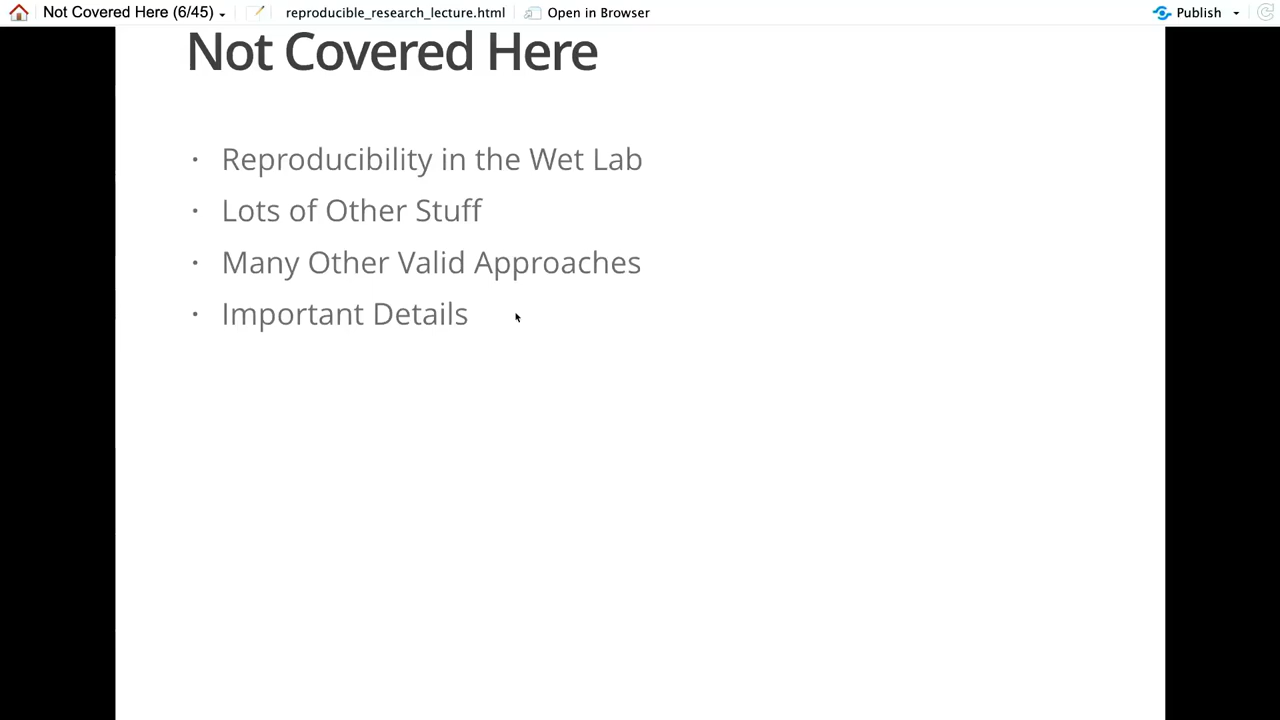 Not Covered Here (6/45) reproducible_research_lecture.html Open in Browser Publish
Not Covered Here
· Reproducibility in the Wet Lab
· Lots of Other Stuff
· Many Other Valid Approaches
· Important Details